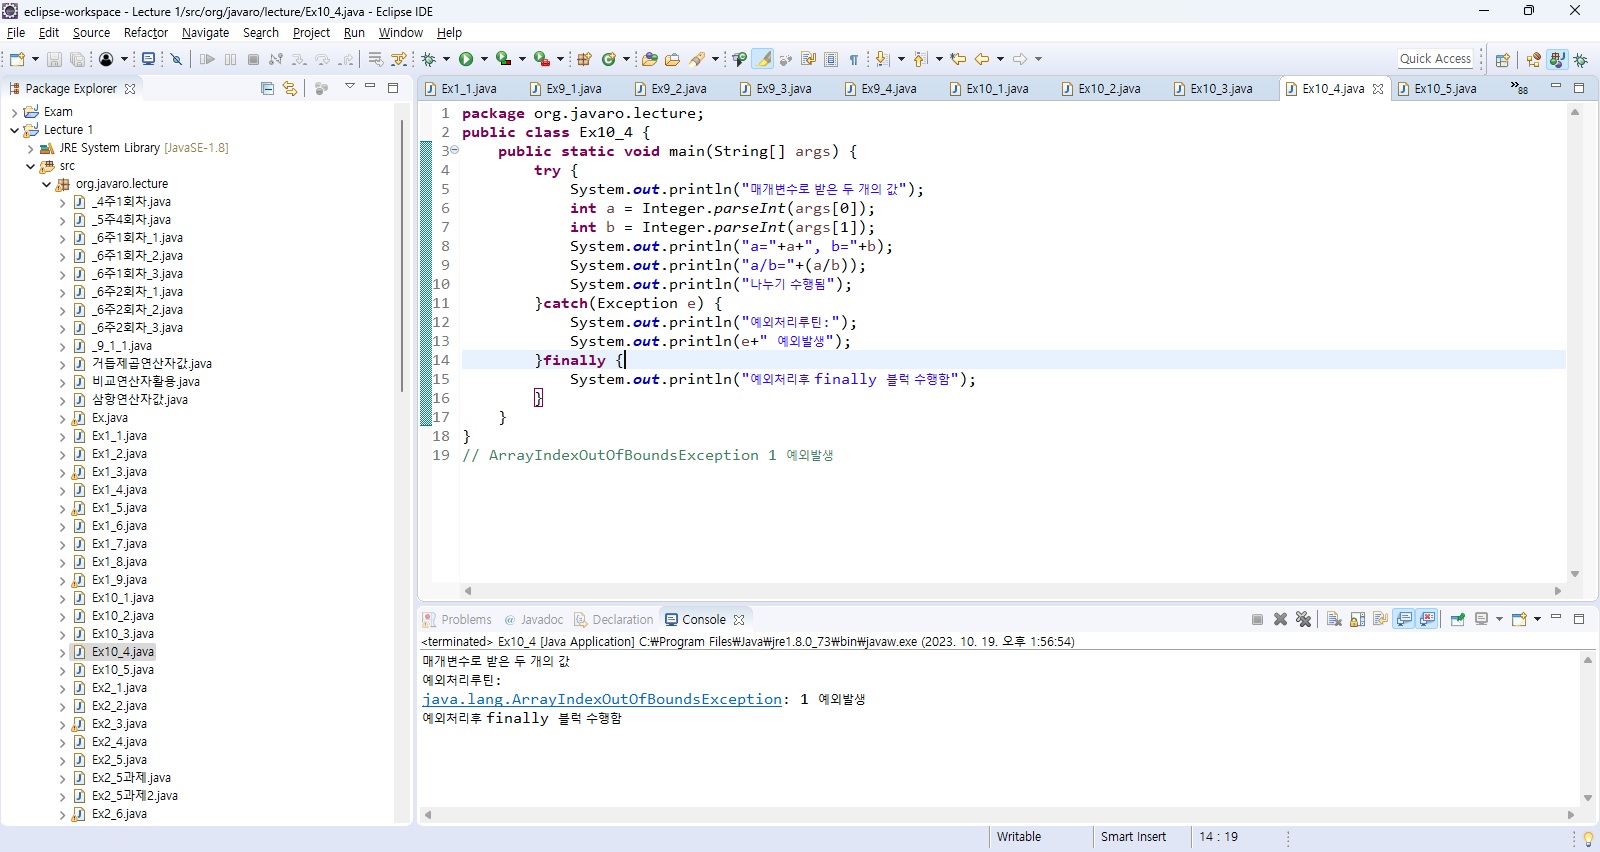 eclipse-workspace - Lecture 1/src/org/javaro/lecture/Ex10_4.java - Eclipse IDE
File Edit Source Refactor Navigate Search Project Run Window Help
Quick Access
Package Explorer
Exam
Lecture 1
JRE System Library [JavaSE-1.8]
src
org.javaro.lecture
_4주1회차.java
_5주4회차.java
_6주1회차_1.java
_6주1회차_2.java
_6주1회차_3.java
_6주2회차_1.java
_6주2회차_2.java
_6주2회차_3.java
_9_1_1.java
거듭제곱연산자값.java
비교연산자활용.java
삼항연산자값.java
Ex.java
Ex1_1.java
Ex1_2.java
Ex1_3.java
Ex1_4.java
Ex1_5.java
Ex1_6.java
Ex1_7.java
Ex1_8.java
Ex1_9.java
Ex10_1.java
Ex10_2.java
Ex10_3.java
Ex10_4.java
Ex10_5.java
Ex2_1.java
Ex2_2.java
Ex2_3.java
Ex2_4.java
Ex2_5.java
Ex2_5과제.java
Ex2_5과제2.java
Ex2_6.java
Ex1_1.java Ex9_1.java Ex9_2.java Ex9_3.java Ex9_4.java Ex10_1.java Ex10_2.java Ex10_3.java Ex10_4.java Ex10_5.java »88
1 package org.javaro.lecture;
2 public class Ex10_4 {
3 public static void main(String[] args) {
4 try {
5 System.out.println("매개변수로 받은 두 개의 값");
6 int a = Integer.parseInt(args[0]);
7 int b = Integer.parseInt(args[1]);
8 System.out.println("a="+a+", b="+b);
9 System.out.println("a/b="+(a/b));
10 System.out.println("나누기 수행됨");
11 }catch(Exception e) {
12 System.out.println("예외처리루틴:");
13 System.out.println(e+" 예외발생");
14 }finally {
15 System.out.println("예외처리후 finally 블럭 수행함");
16 }
17 }
18 }
19 // ArrayIndexOutOfBoundsException 1 예외발생
Problems Javadoc Declaration Console
<terminated> Ex10_4 [Java Application] C:₩Program Files₩Java₩jre1.8.0_73₩bin₩javaw.exe (2023. 10. 19. 오후 1:56:54)
매개변수로 받은 두 개의 값
예외처리루틴:
java.lang.ArrayIndexOutOfBoundsException: 1 예외발생
예외처리후 finally 블럭 수행함
Writable Smart Insert 14 : 19